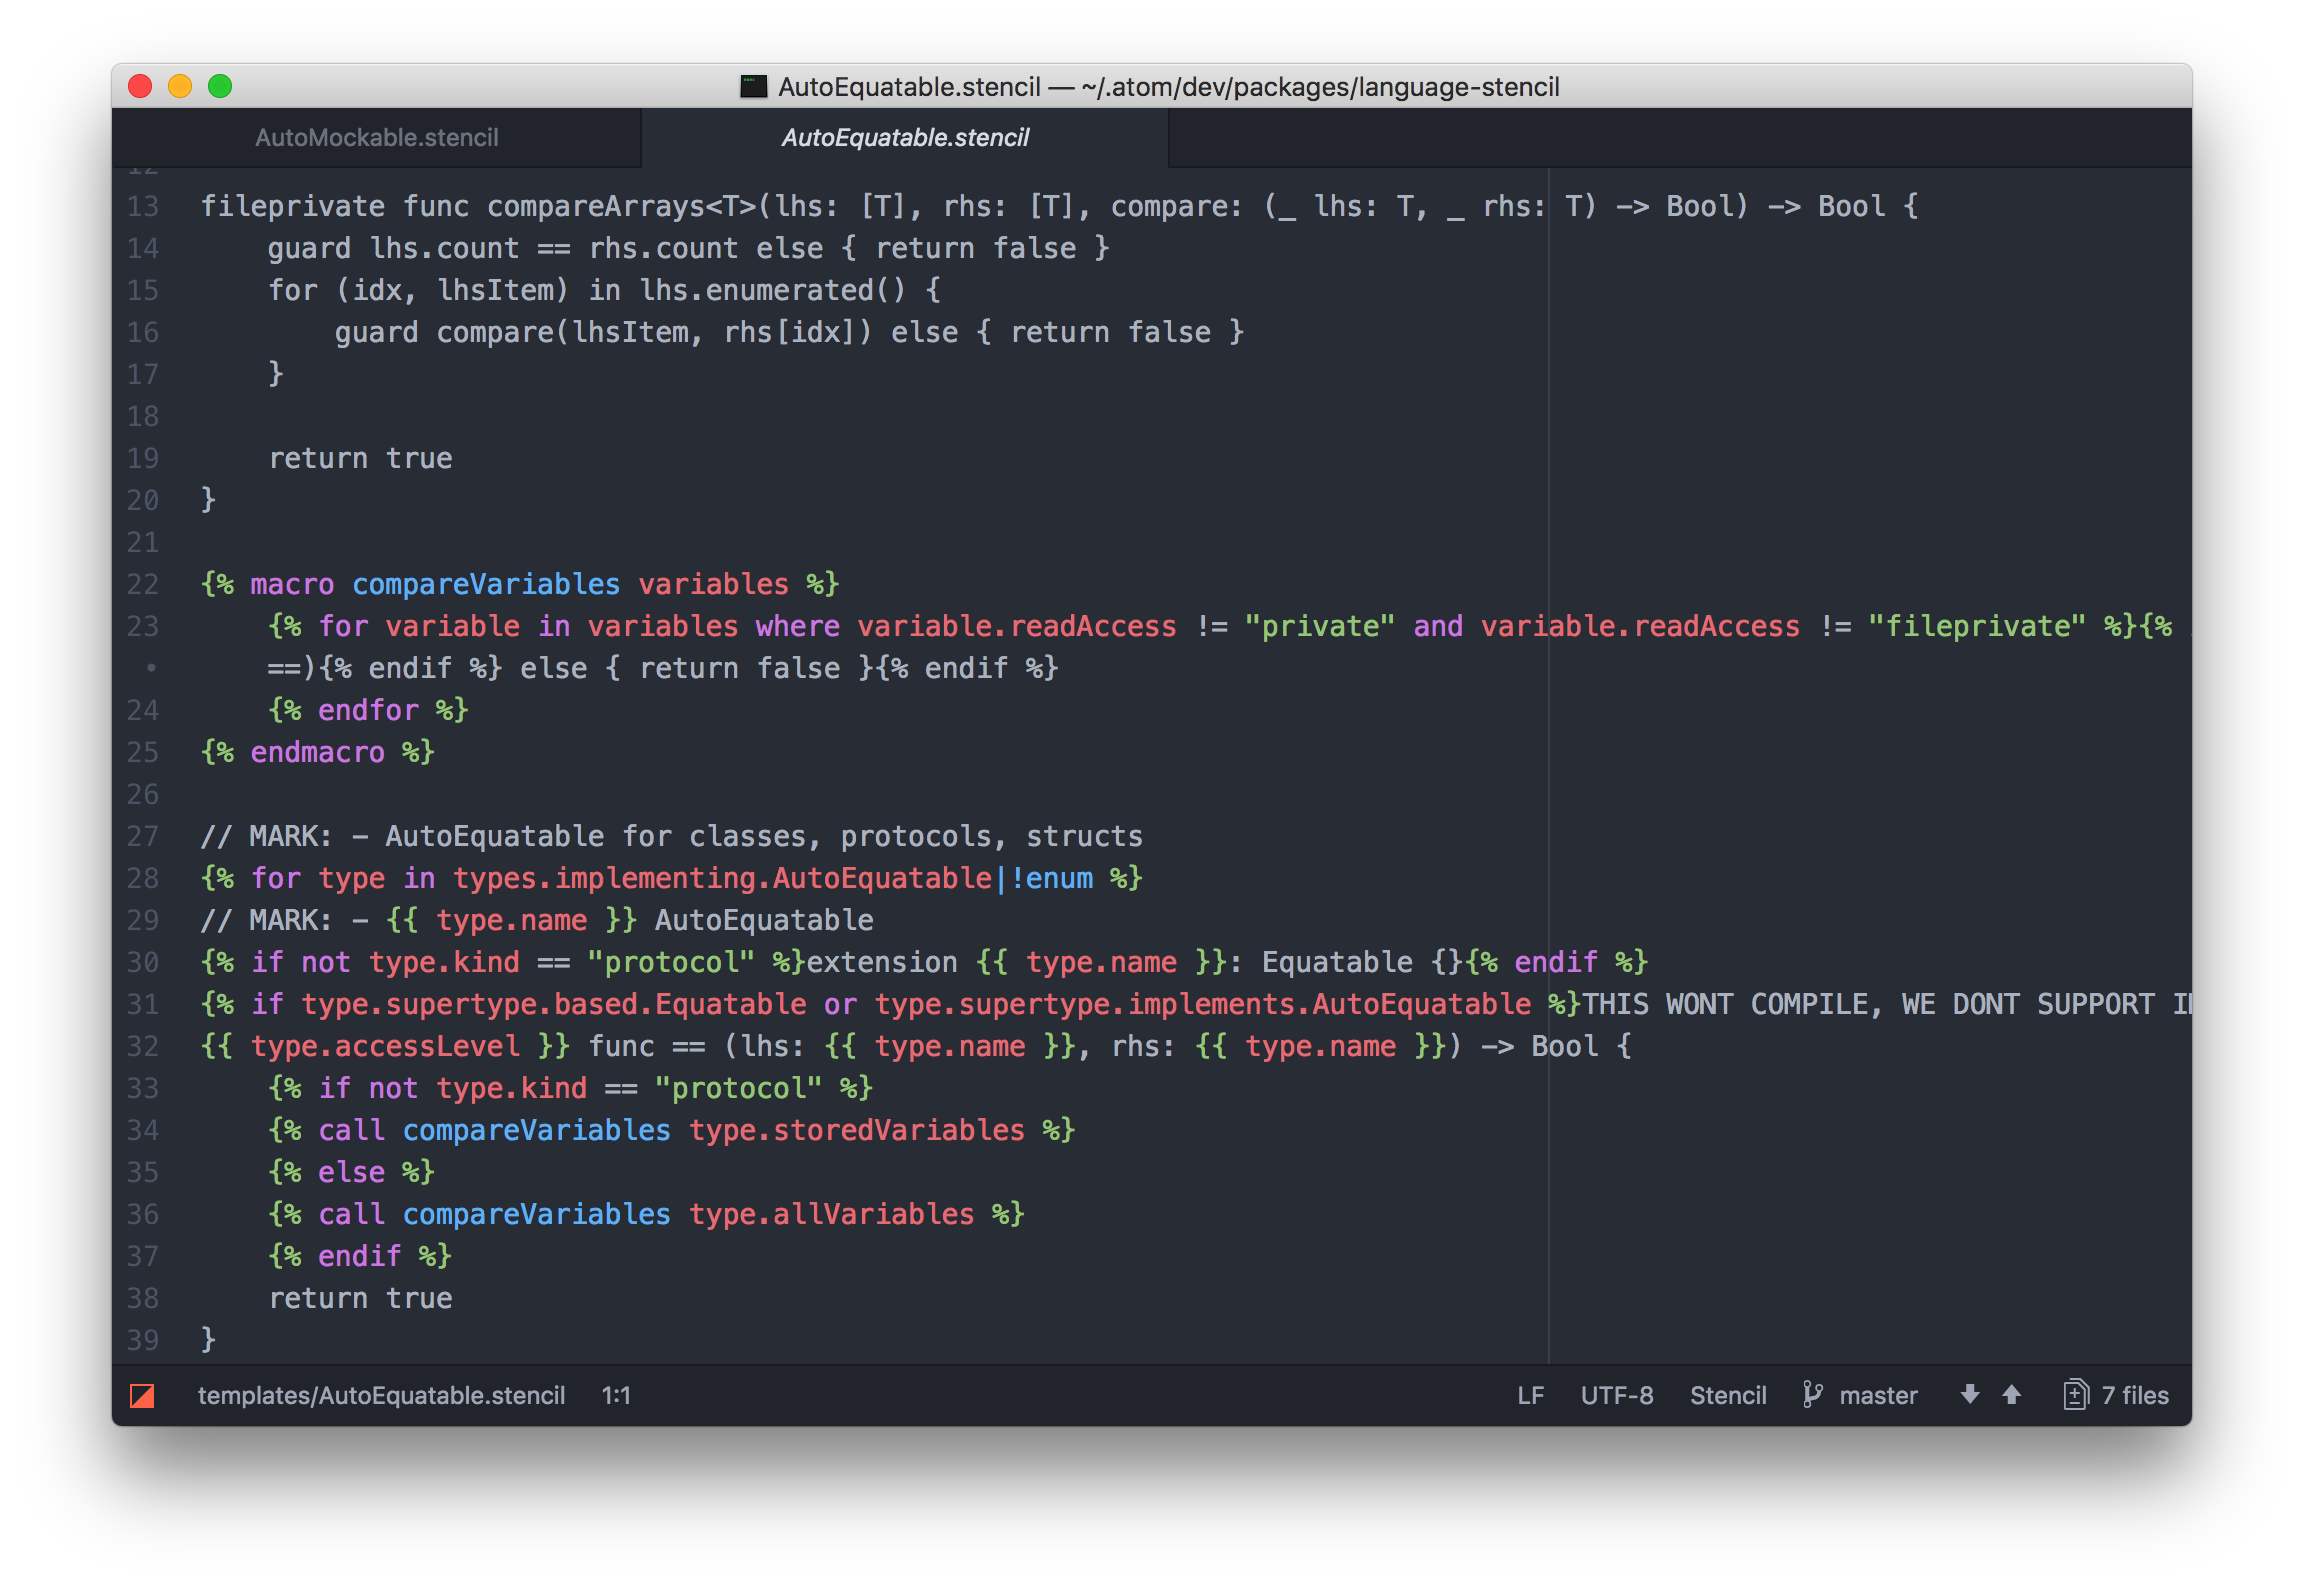 AutoEquatable.stencil — ~/.atom/dev/packages/language-stencil
AutoMockable.stencil
AutoEquatable.stencil
12
13 fileprivate func compareArrays<T>(lhs: [T], rhs: [T], compare: (_ lhs: T, _ rhs: T) -> Bool) -> Bool {
14 guard lhs.count == rhs.count else { return false }
15 for (idx, lhsItem) in lhs.enumerated() {
16 guard compare(lhsItem, rhs[idx]) else { return false }
17 }
18
19 return true
20 }
21
22 {% macro compareVariables variables %}
23 {% for variable in variables where variable.readAccess != "private" and variable.readAccess != "fileprivate" %}{%
• ==){% endif %} else { return false }{% endif %}
24 {% endfor %}
25 {% endmacro %}
26
27 // MARK: - AutoEquatable for classes, protocols, structs
28 {% for type in types.implementing.AutoEquatable|!enum %}
29 // MARK: - {{ type.name }} AutoEquatable
30 {% if not type.kind == "protocol" %}extension {{ type.name }}: Equatable {}{% endif %}
31 {% if type.supertype.based.Equatable or type.supertype.implements.AutoEquatable %}THIS WONT COMPILE, WE DONT SUPPORT
32 {{ type.accessLevel }} func == (lhs: {{ type.name }}, rhs: {{ type.name }}) -> Bool {
33 {% if not type.kind == "protocol" %}
34 {% call compareVariables type.storedVariables %}
35 {% else %}
36 {% call compareVariables type.allVariables %}
37 {% endif %}
38 return true
39 }
templates/AutoEquatable.stencil 1:1 LF UTF-8 Stencil master 7 files